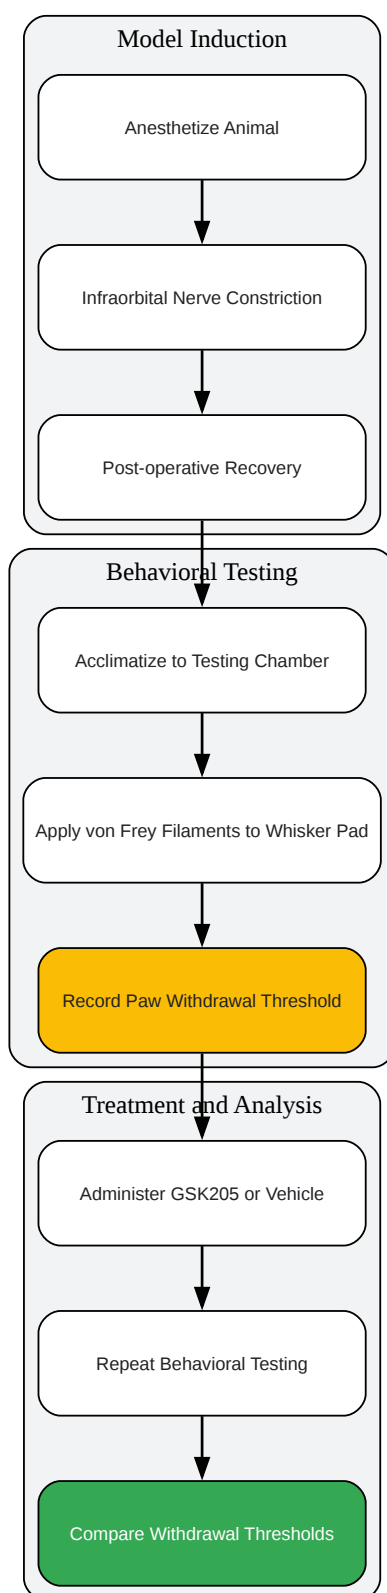 Model Induction
Anesthetize Animal
Infraorbital Nerve Constriction
Post-operative Recovery
Behavioral Testing
Acclimatize to Testing Chamber
Apply von Frey Filaments to Whisker Pad
Record Paw Withdrawal Threshold
Treatment and Analysis
Administer GSK205 or Vehicle
Repeat Behavioral Testing
Compare Withdrawal Thresholds